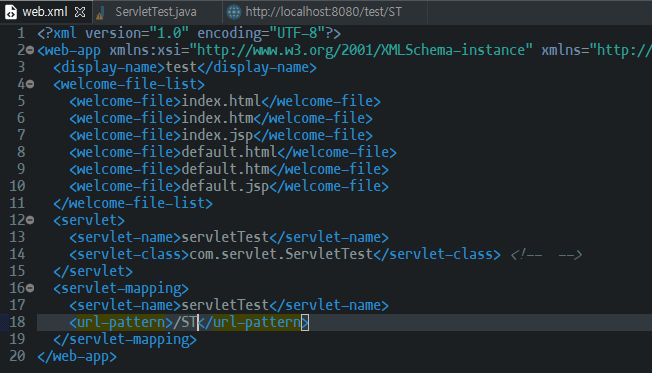 web.xml ServletTest.java http://localhost:8080/test/ST
1 <?xml version="1.0" encoding="UTF-8"?>
2 <web-app xmlns:xsi="http://www.w3.org/2001/XMLSchema-instance" xmlns="http:/
3 <display-name>test</display-name>
4 <welcome-file-list>
5 <welcome-file>index.html</welcome-file>
6 <welcome-file>index.htm</welcome-file>
7 <welcome-file>index.jsp</welcome-file>
8 <welcome-file>default.html</welcome-file>
9 <welcome-file>default.htm</welcome-file>
10 <welcome-file>default.jsp</welcome-file>
11 </welcome-file-list>
12 <servlet>
13 <servlet-name>servletTest</servlet-name>
14 <servlet-class>com.servlet.ServletTest</servlet-class> <!-- -->
15 </servlet>
16 <servlet-mapping>
17 <servlet-name>servletTest</servlet-name>
18 <url-pattern>/ST</url-pattern>
19 </servlet-mapping>
20 </web-app>